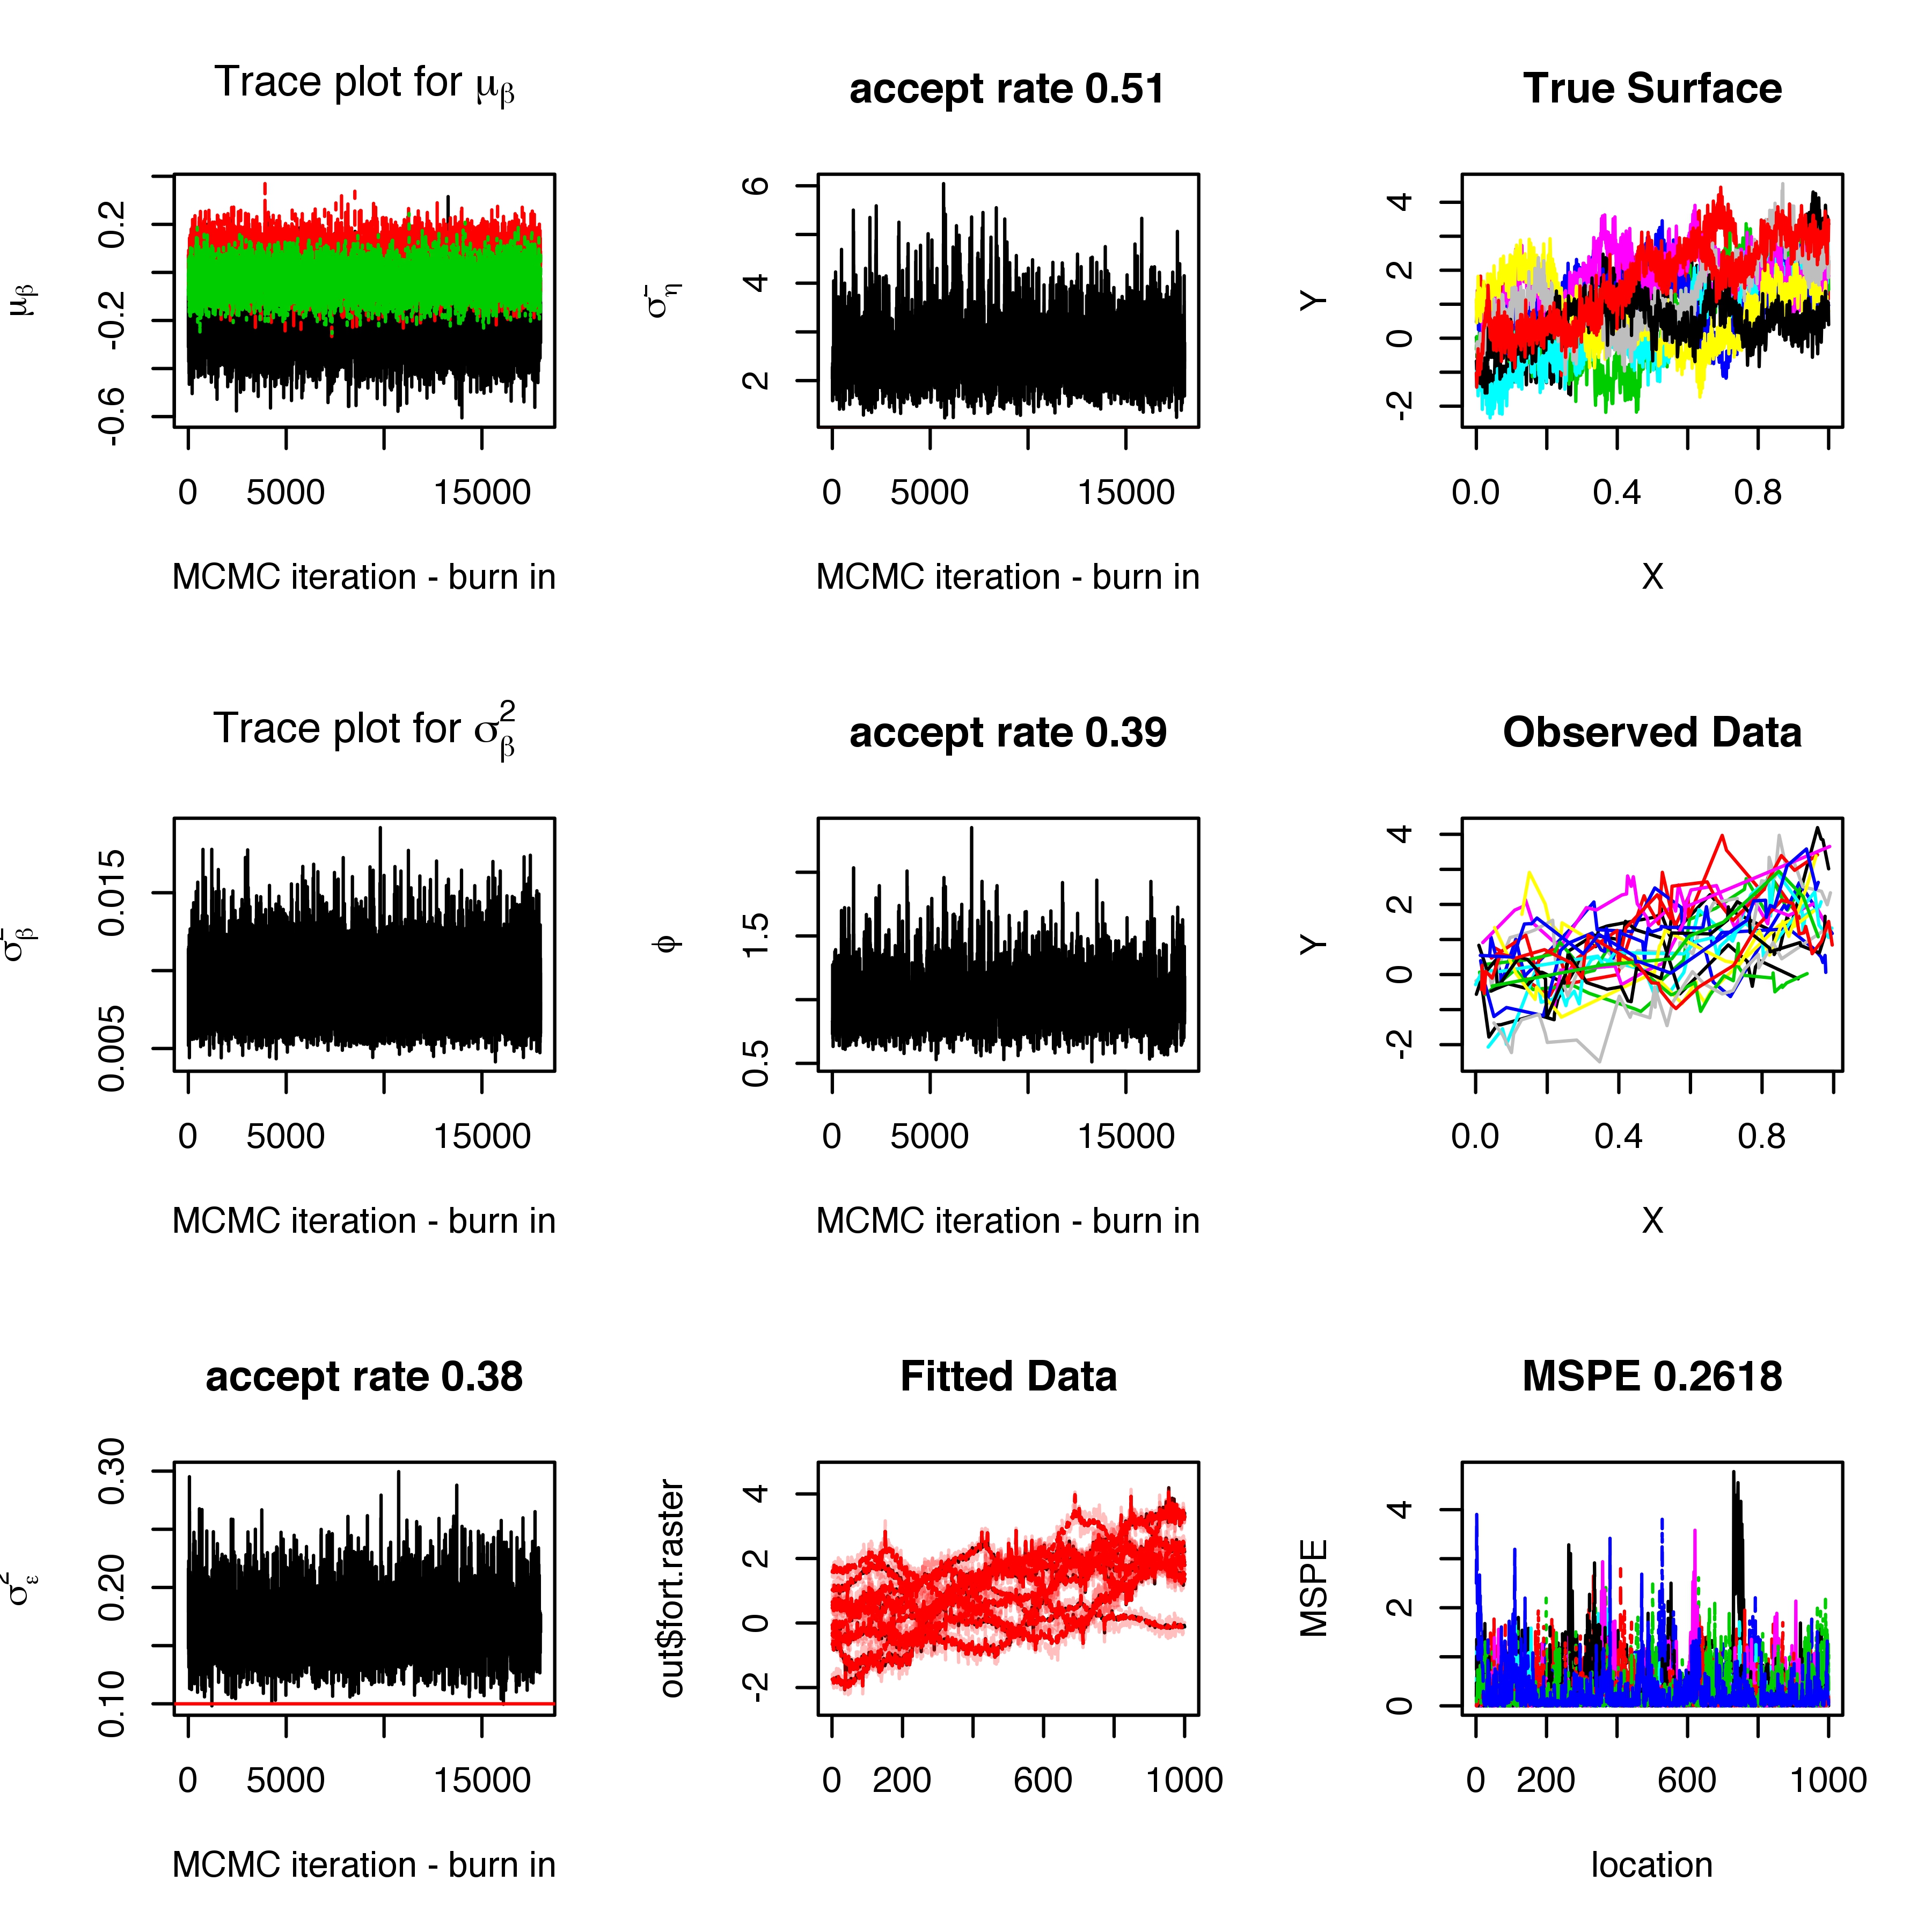 Trace plot for μβ
μβ
-0.6 -0.2 0.2
0 5000 15000
MCMC iteration - burn in
accept rate 0.51
2 4 6
0 5000 15000
MCMC iteration - burn in
True Surface
Y
-2 0 2 4
0.0 0.4 0.8
X
Trace plot for σ²β
0.005 0.015
0 5000 15000
MCMC iteration - burn in
accept rate 0.39
ϕ
0.5 1.5
0 5000 15000
MCMC iteration - burn in
Observed Data
Y
-2 0 2 4
0.0 0.4 0.8
X
accept rate 0.38
σ²ε
0.10 0.20 0.30
0 5000 15000
MCMC iteration - burn in
Fitted Data
out$fort.raster
-2 0 2 4
0 200 600 1000
MSPE 0.2618
MSPE
0 2 4
0 200 600 1000
location